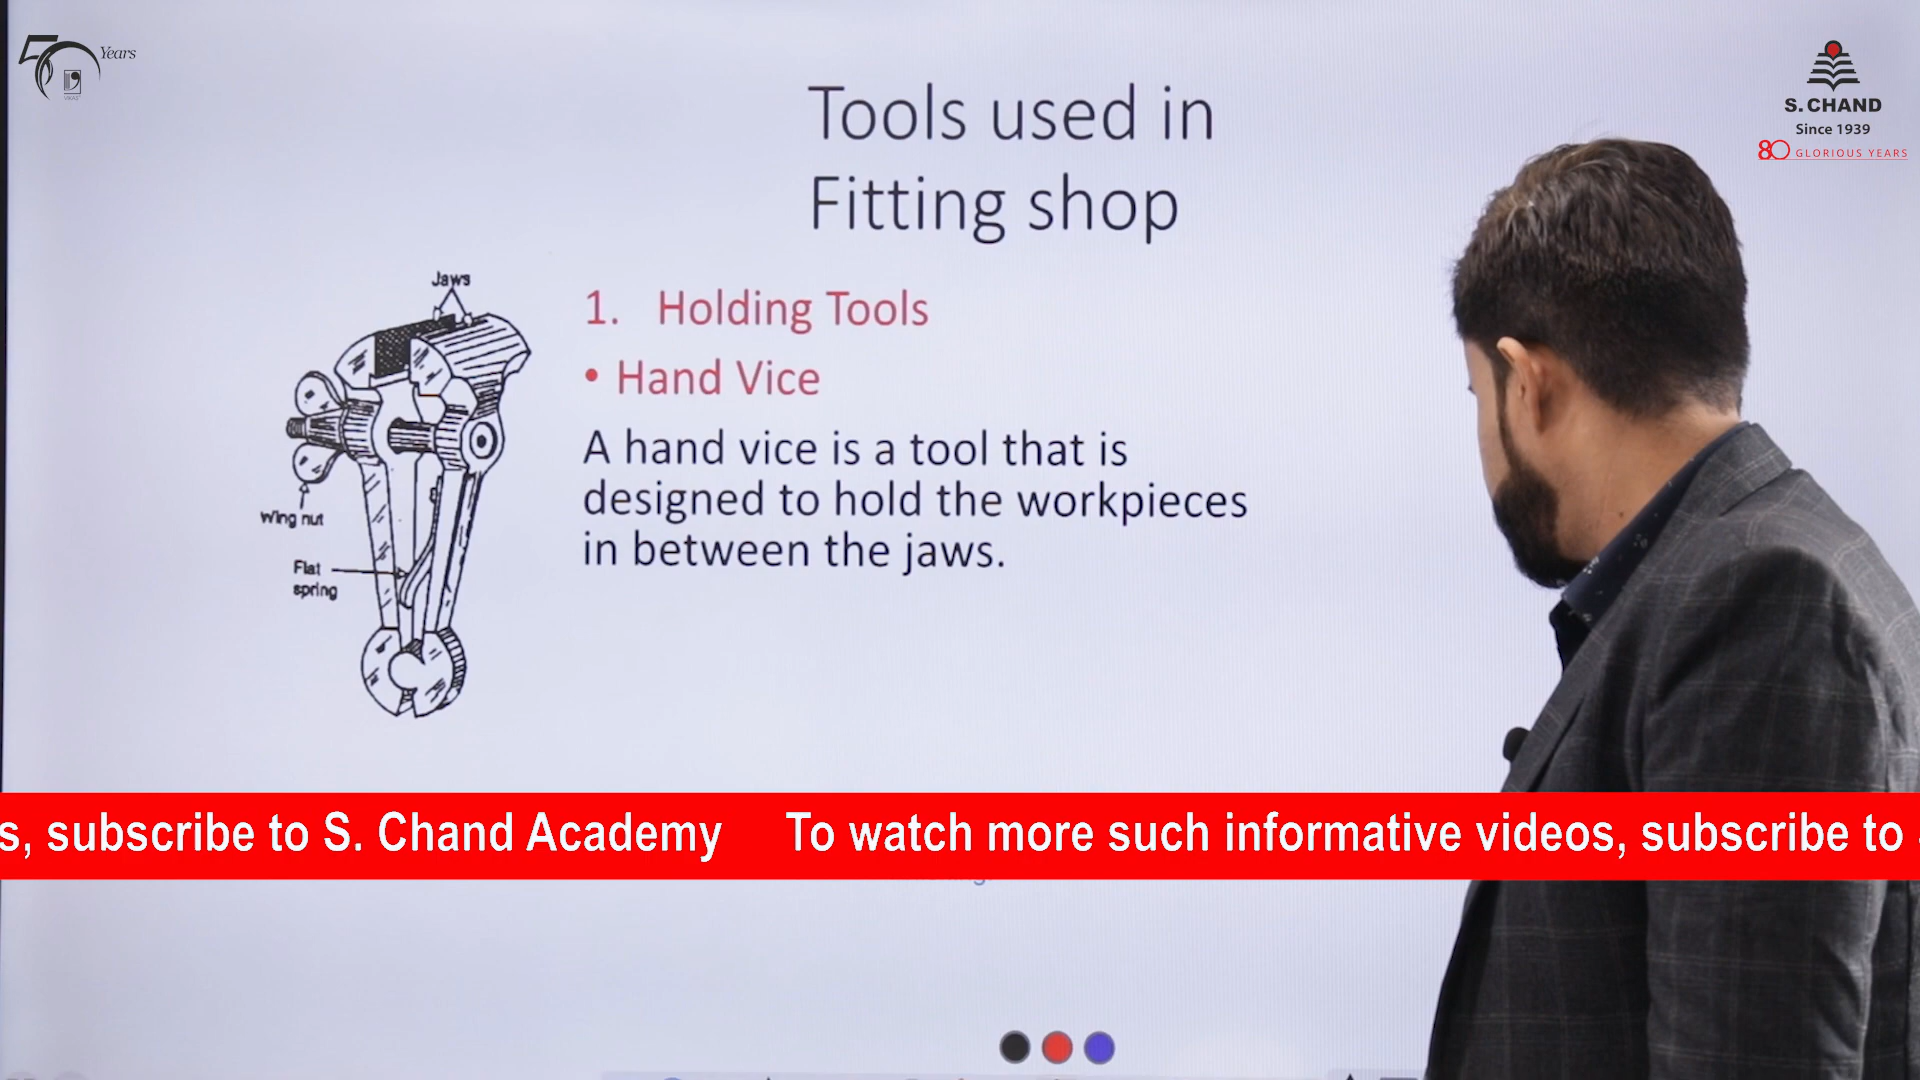 50 Years
VIKAS
S. CHAND
Since 1939
80 GLORIOUS YEARS
Tools used in
Fitting shop
Jaws
Wing nut
Flat
spring
1. Holding Tools
• Hand Vice
A hand vice is a tool that is
designed to hold the workpieces
in between the jaws.
s, subscribe to S. Chand Academy To watch more such informative videos, subscribe to